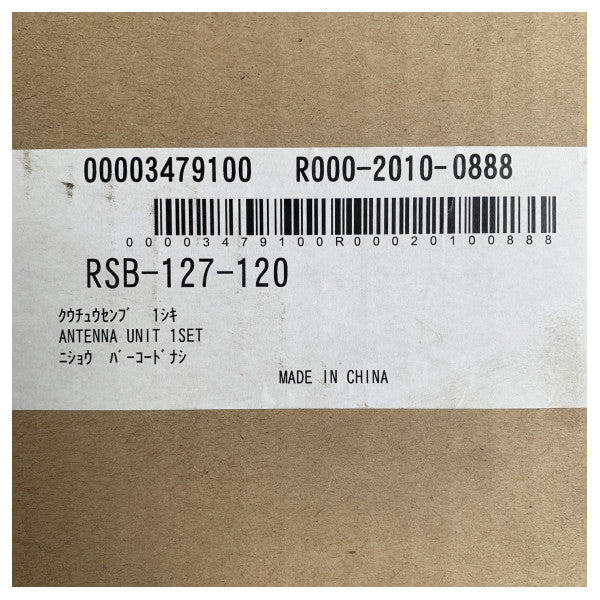 00003479100 R000-2010-0888
00003479100R00020100888
RSB-127-120
ｸｳﾁｭｳｾﾝﾌﾞ 1ｼｷ
ANTENNA UNIT 1SET
ﾆｼｮｳ ﾊﾞｰｺｰﾄﾞﾅｼ
MADE IN CHINA